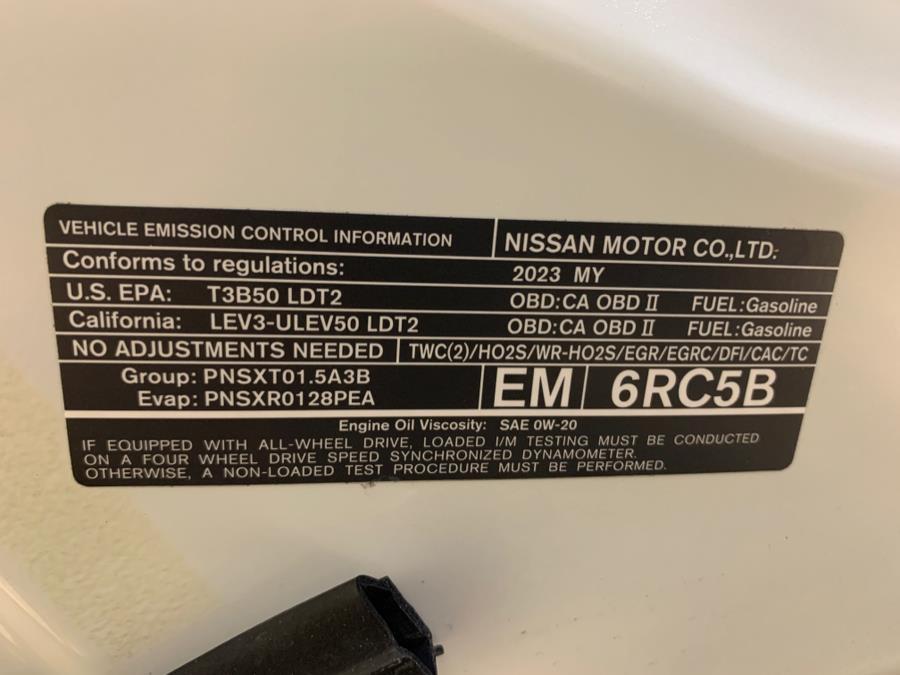 VEHICLE EMISSION CONTROL INFORMATION NISSAN MOTOR CO.,LTD.
Conforms to regulations: 2023 MY
U.S. EPA: T3B50 LDT2 OBD:CA OBD II FUEL:Gasoline
California: LEV3-ULEV50 LDT2 OBD:CA OBD II FUEL:Gasoline
NO ADJUSTMENTS NEEDED TWC(2)/HO2S/WR-HO2S/EGR/EGRC/DFI/CAC/TC
Group: PNSXT01.5A3B EM 6RC5B
Evap: PNSXR0128PEA
Engine Oil Viscosity: SAE 0W-20
IF EQUIPPED WITH ALL-WHEEL DRIVE, LOADED I/M TESTING MUST BE CONDUCTED
ON A FOUR WHEEL DRIVE SPEED SYNCHRONIZED DYNAMOMETER.
OTHERWISE, A NON-LOADED TEST PROCEDURE MUST BE PERFORMED.